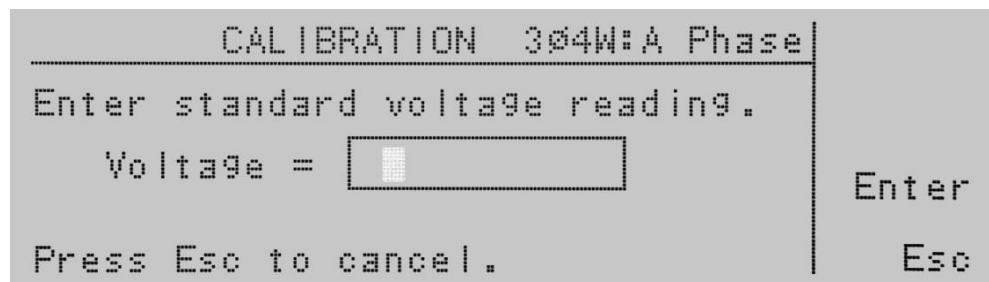 CALIBRATION 3Ø4W:A Phase
Enter standard voltage reading.
Voltage =
Enter
Press Esc to cancel.
Esc